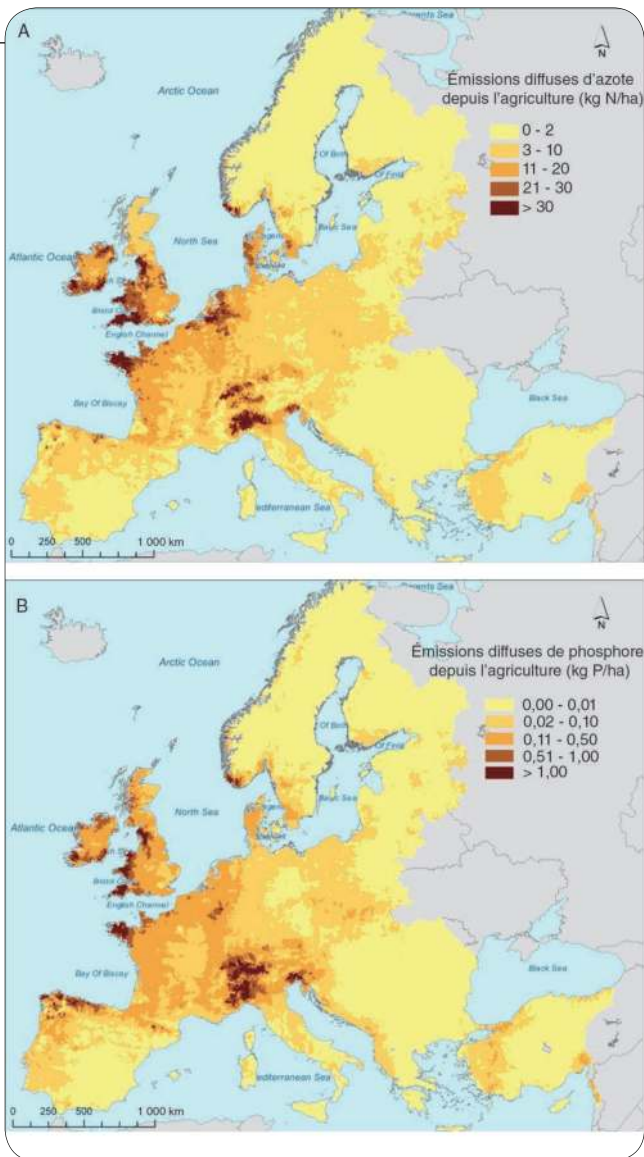 A
Arctic Ocean
N
Émissions diffuses d'azote
depuis l'agriculture (kg N/ha)
0 - 2
3 - 10
11 - 20
21 - 30
> 30
North Sea
Atlantic Ocean
English Channel
Bay Of Biscay
Black Sea
editerranean Sea
0 250 500 1 000 km
B
Arctic Ocean
N
Émissions diffuses de phosphore
depuis l'agriculture (kg P/ha)
0,00 - 0,01
0,02 - 0,10
0,11 - 0,50
0,51 - 1,00
> 1,00
North Sea
Atlantic Ocean
English Channel
Bay Of Biscay
Black Sea
editerranean Sea
0 250 500 1 000 km